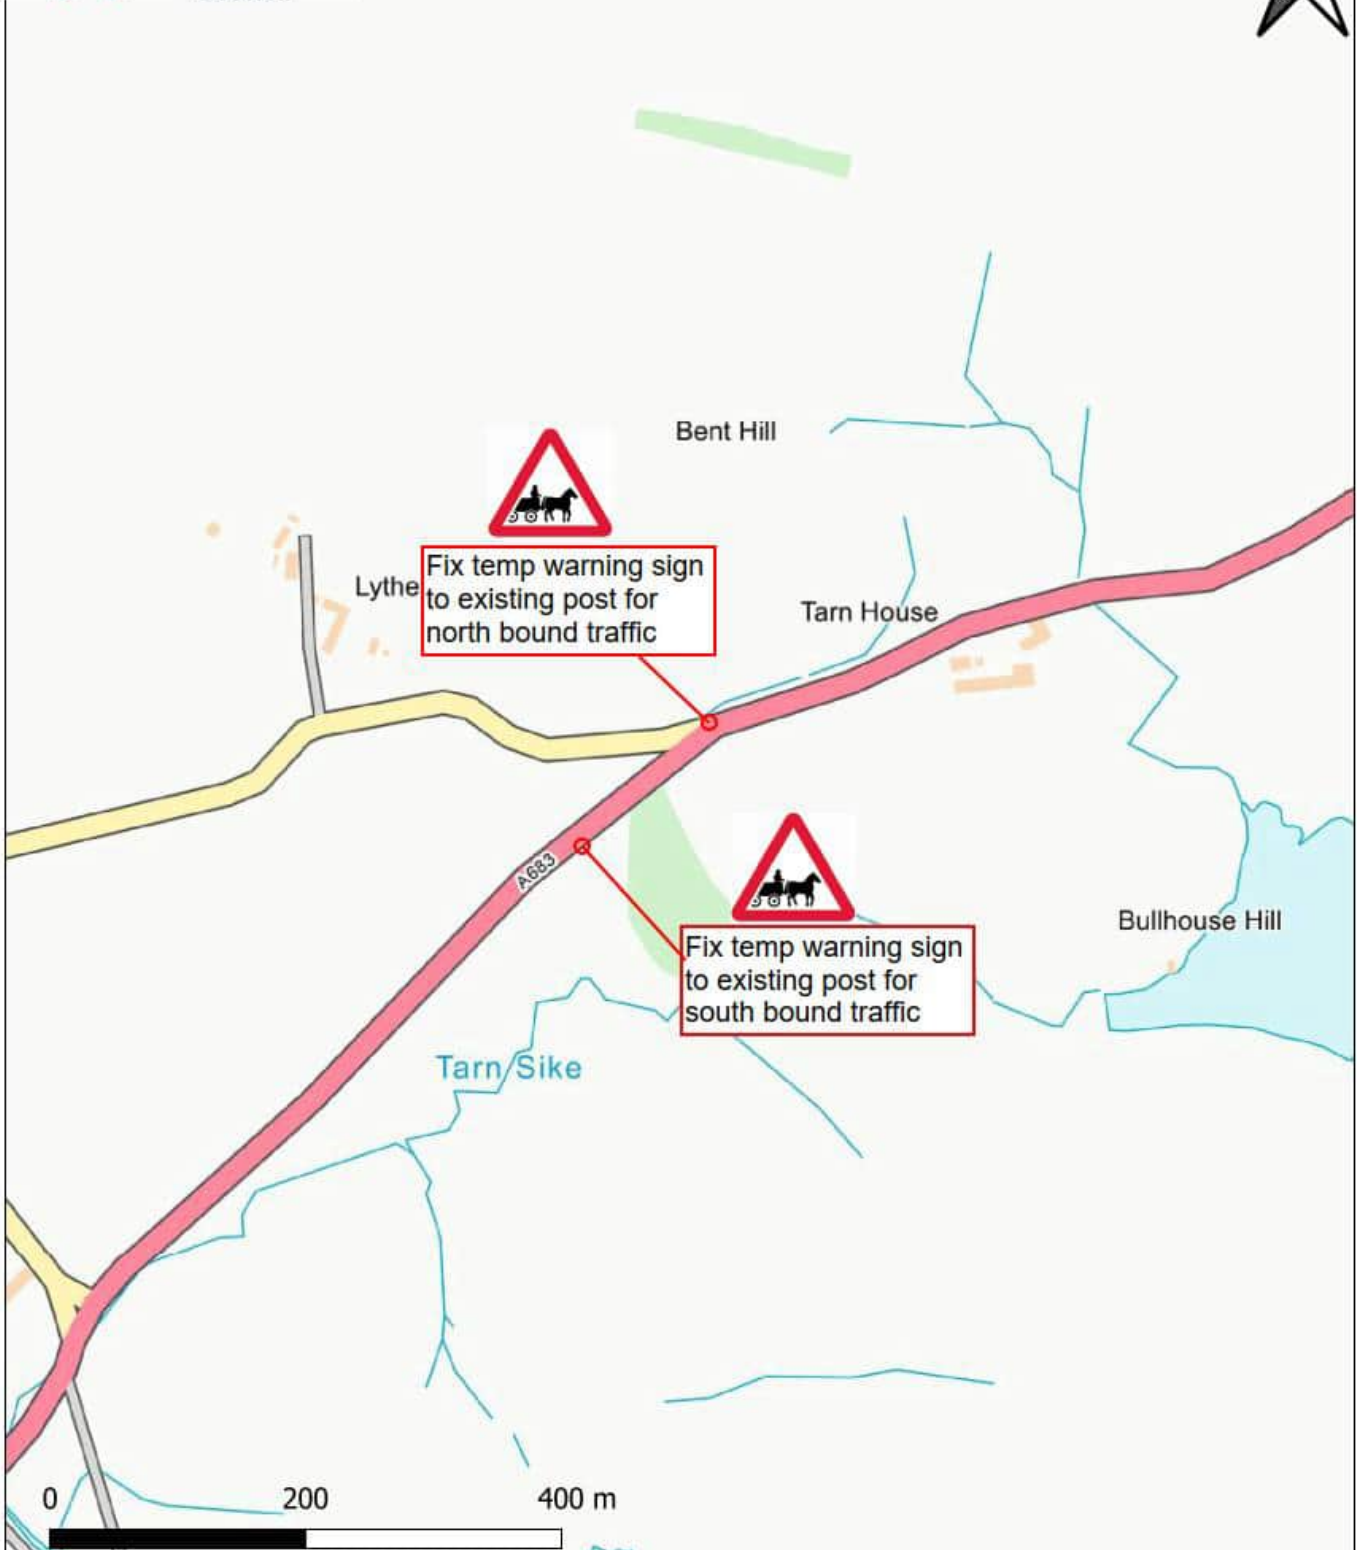 Bent Hill
Fix temp warning sign
to existing post for
north bound traffic
Lythe
Tarn House
A683
Bullhouse Hill
Fix temp warning sign
to existing post for
south bound traffic
Tarn Sike
0 200 400 m